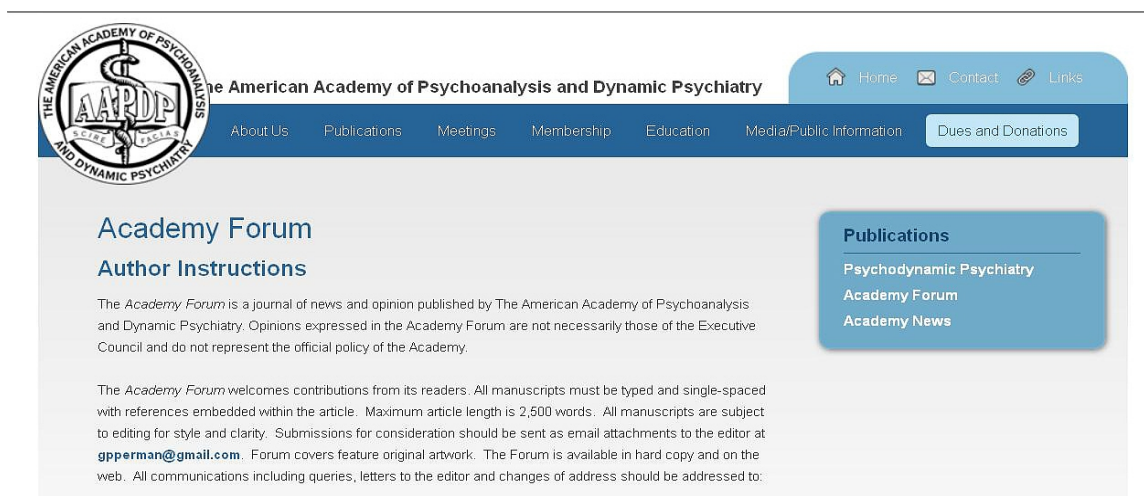 THE AMERICAN ACADEMY OF PSYCHOANALYSIS
AND DYNAMIC PSYCHIATRY
AAPDP
SCIRE FACIAS
he American Academy of Psychoanalysis and Dynamic Psychiatry
Home Contact Links
About Us Publications Meetings Membership Education Media/Public Information Dues and Donations
Academy Forum
Author Instructions
The Academy Forum is a journal of news and opinion published by The American Academy of Psychoanalysis
and Dynamic Psychiatry. Opinions expressed in the Academy Forum are not necessarily those of the Executive
Council and do not represent the official policy of the Academy.
The Academy Forum welcomes contributions from its readers. All manuscripts must be typed and single-spaced
with references embedded within the article. Maximum article length is 2,500 words. All manuscripts are subject
to editing for style and clarity. Submissions for consideration should be sent as email attachments to the editor at
gpperman@gmail.com. Forum covers feature original artwork. The Forum is available in hard copy and on the
web. All communications including queries, letters to the editor and changes of address should be addressed to:
Publications
Psychodynamic Psychiatry
Academy Forum
Academy News